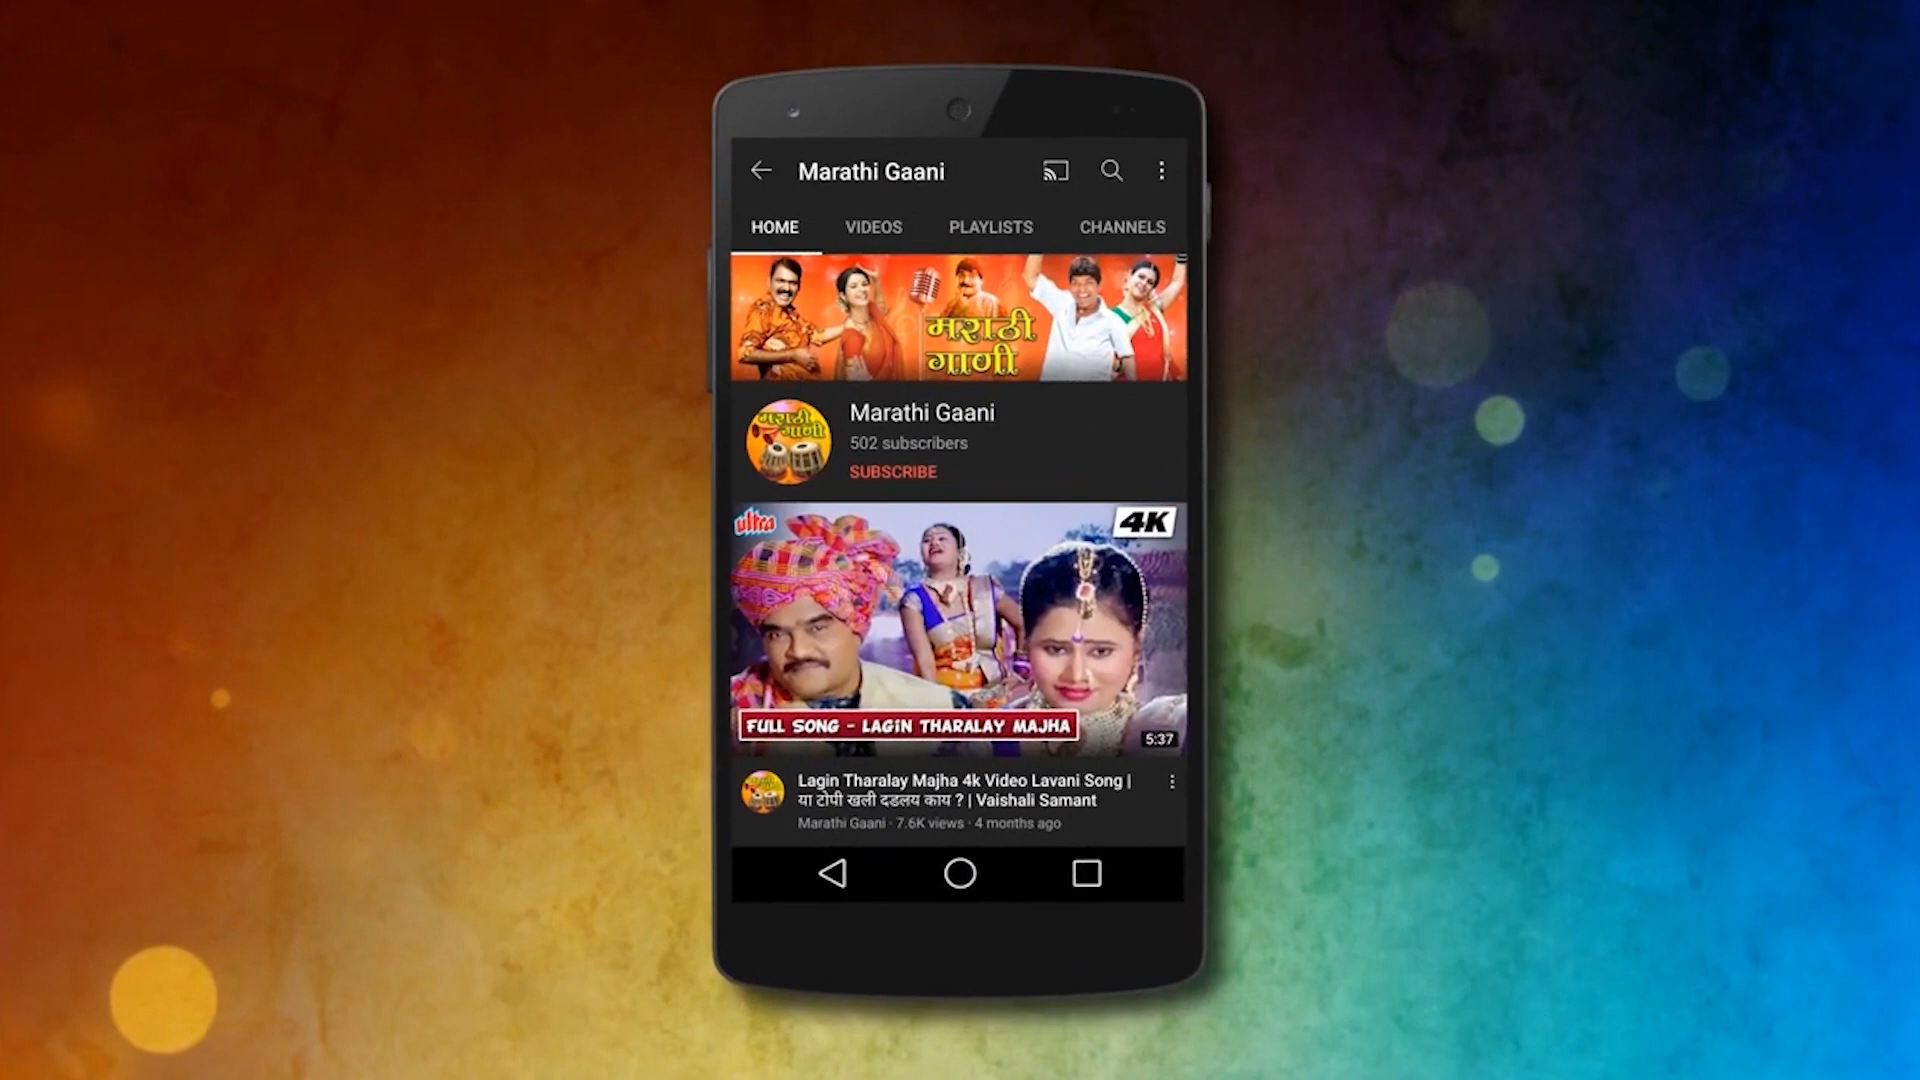 Marathi Gaani
HOME VIDEOS PLAYLISTS CHANNELS
मराठी
गाणी
मराठी
गाणी
Marathi Gaani
502 subscribers
SUBSCRIBE
ultra
4K
FULL SONG - LAGIN THARALAY MAJHA
5:37
Lagin Tharalay Majha 4k Video Lavani Song |
या टोपी खली दडलय काय ? | Vaishali Samant
Marathi Gaani · 7.6K views · 4 months ago